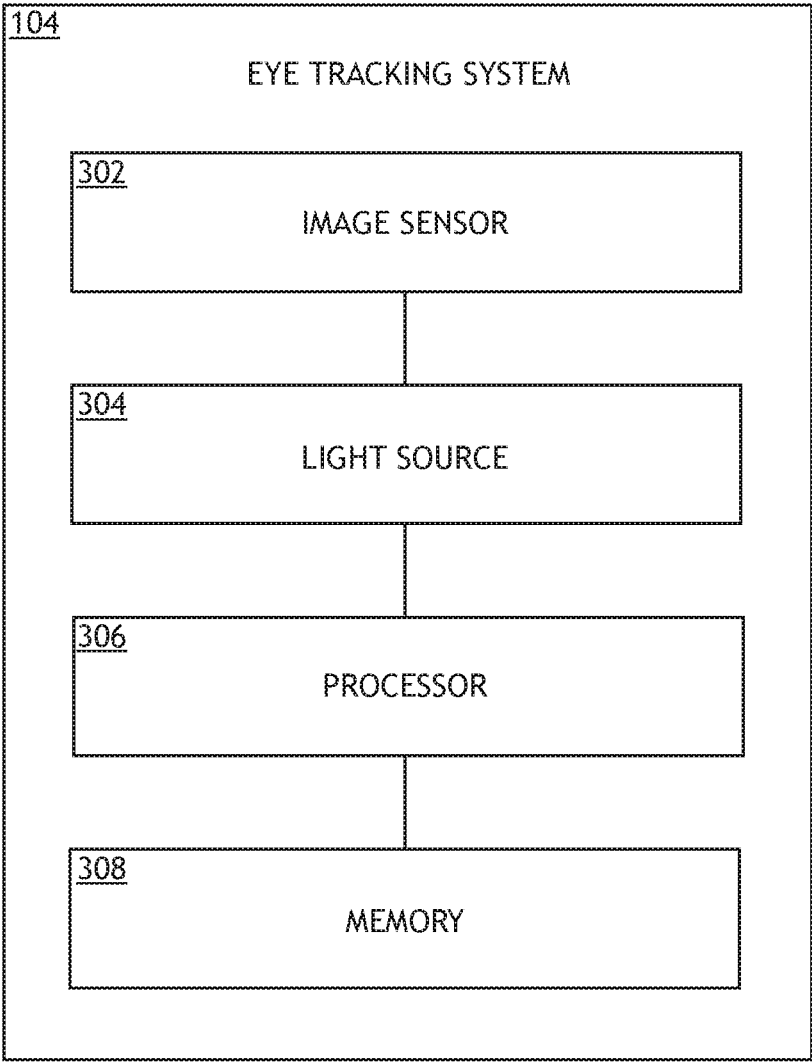 104
EYE TRACKING SYSTEM
302
IMAGE SENSOR
304
LIGHT SOURCE
306
PROCESSOR
308
MEMORY